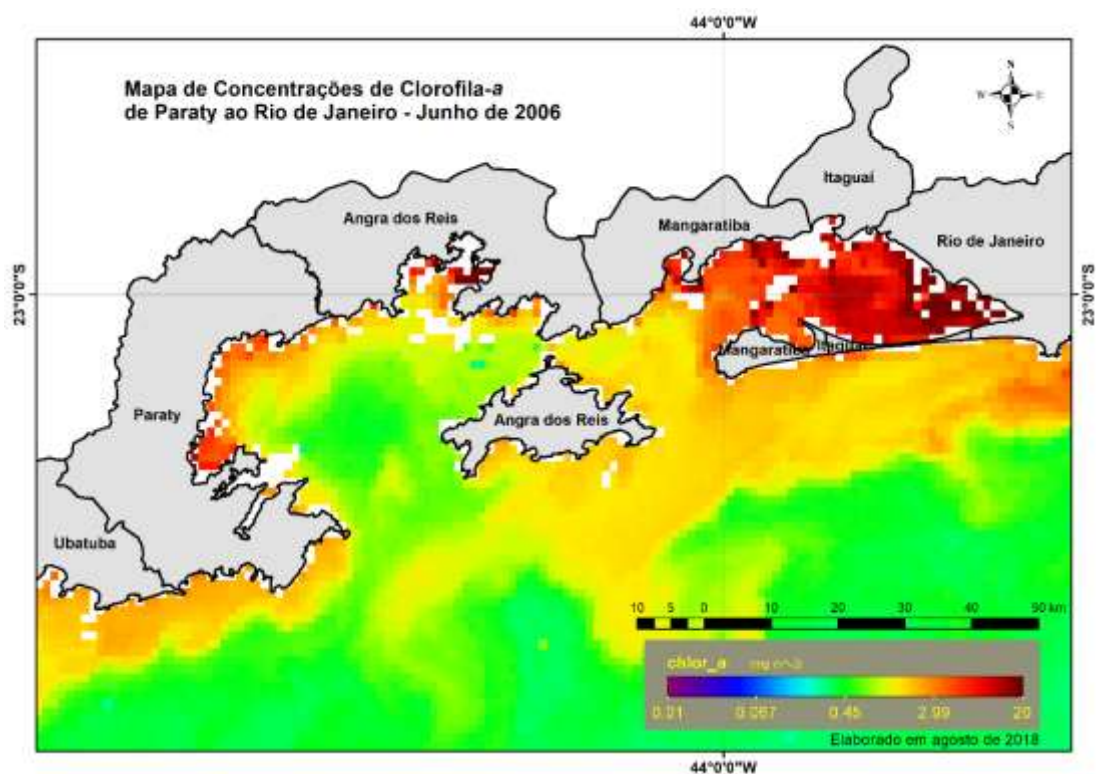 44°0'0"W
Mapa de Concentrações de Clorofila-a
de Paraty ao Rio de Janeiro - Junho de 2006
N
W E
S
Itaguaí
Angra dos Reis
Mangaratiba
Rio de Janeiro
23°0'0"S
23°0'0"S
Mangaratiba
Itaguaí
Paraty
Angra dos Reis
Ubatuba
10 5 0 10 20 30 40 50 km
chlor_a mg m^-3
0.01 0.067 0.45 2.99 20
Elaborado em agosto de 2018
44°0'0"W